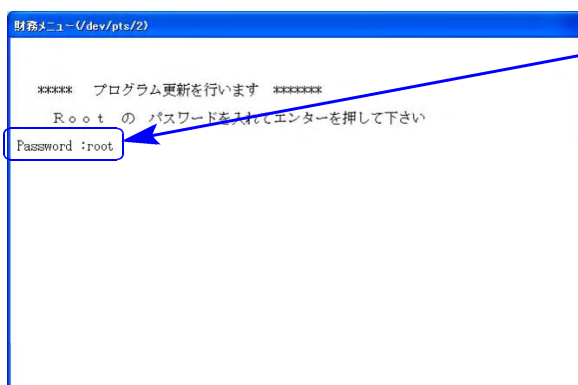 財務メニュー(/dev/pts/2)
***** プログラム更新を行います *******
Root の パスワードを入れてエンターを押して下さい
Password :root